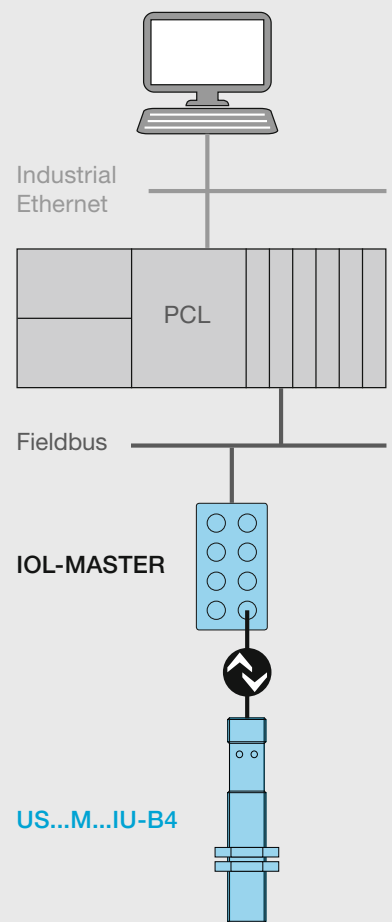 Industrial
Ethernet
PCL
Fieldbus
IOL-MASTER
US...M...IU-B4